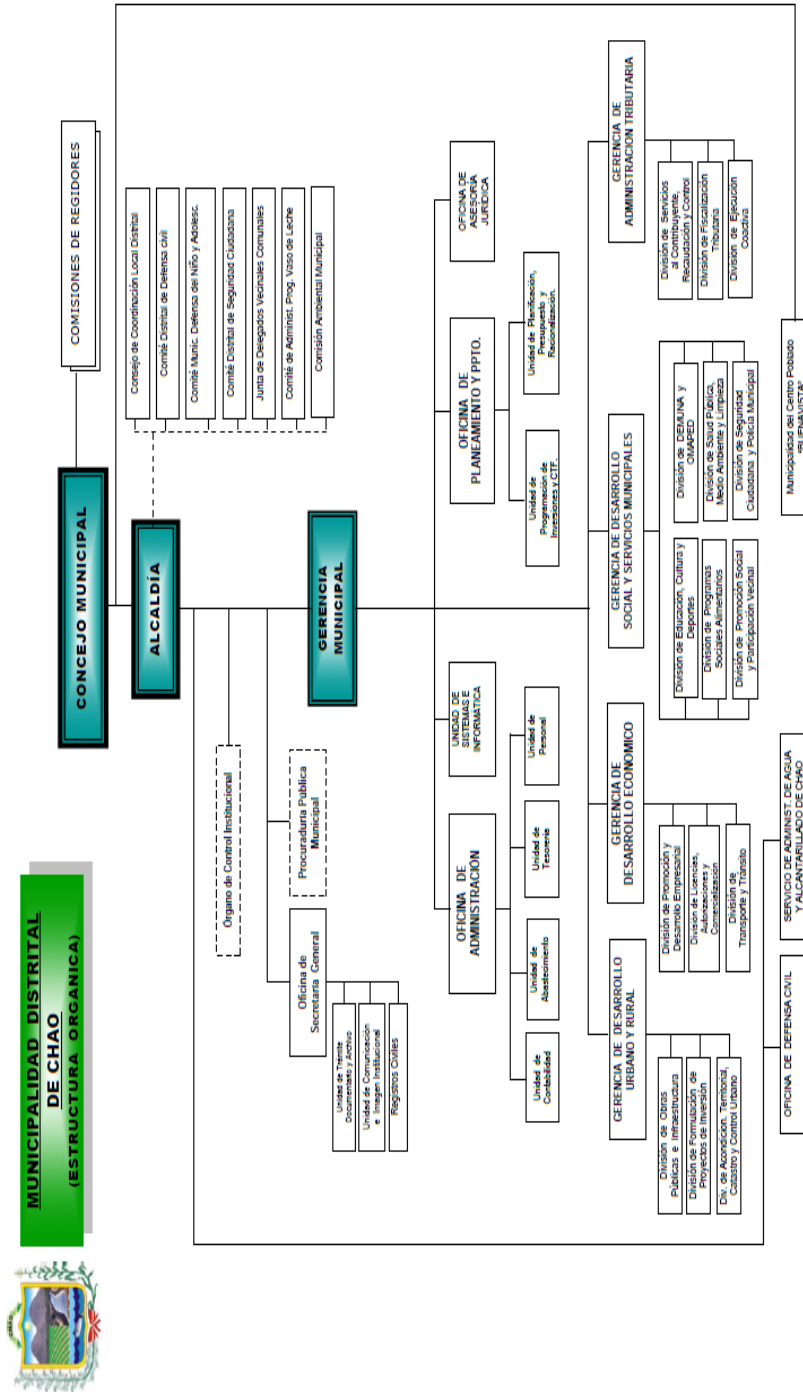 CHAO
MUNICIPALIDAD DISTRITAL
DE CHAO
(ESTRUCTURA ORGANICA)
CONCEJO MUNICIPAL
COMISIONES DE REGIDORES
ALCALDÍA
Consejo de Coordinación Local Distrital
Comité Distrital de Defensa civil
Comité Munic. Defensa del Niño y Adolesc.
Comité Distrital de Seguridad Ciudadana
Junta de Delegados Vecinales Comunales
Comité de Administ. Prog. Vaso de Leche
Comisión Ambiental Municipal
Organo de Control Institucional
Oficina de
Secretaría General
Procuraduría Pública
Municipal
Unidad de Trámite
Documentario y Archivo
Unidad de Comunicación
e Imagen Institucional
Registros Civiles
GERENCIA
MUNICIPAL
OFICINA DE
ADMINISTRACION
UNIDAD DE
SISTEMAS E
INFORMÁTICA
OFICINA DE
PLANEAMIENTO Y PPTO.
OFICINA DE
ASESORÍA
JURÍDICA
Unidad de
Contabilidad
Unidad de
Abastecimiento
Unidad de
Tesorería
Unidad de
Personal
Unidad de
Programación de
Inversiones y CTF.
Unidad de Planificación,
Presupuesto y
Racionalización.
GERENCIA DE DESARROLLO
URBANO Y RURAL
GERENCIA DE
DESARROLLO ECONOMICO
GERENCIA DE DESARROLLO
SOCIAL Y SERVICIOS MUNICIPALES
GERENCIA DE
ADMINISTRACION TRIBUTARIA
División de Obras
Públicas e Infraestructura
División de Formulación de
Proyectos de Inversión
Div. de Acondicion. Territorial,
Catastro y Control Urbano
División de Promoción y
Desarrollo Empresarial
División de Licencias,
Autorizaciones y
Comercialización
División de
Transporte y Tránsito
División de Educación, Cultura y
Deportes
División de Programas
Sociales Alimentarios
División de Promoción Social
y Participación Vecinal
División de DEMUNA y
OMAPED
División de Salud Pública,
Medio Ambiente y Limpieza
División de Seguridad
Ciudadana y Policía Municipal
División de Servicios
al Contribuyente,
Recaudación y Control
División de Fiscalización
Tributaria
División de Ejecución
Coactiva
OFICINA DE DEFENSA CIVIL
SERVICIO DE ADMINIST. DE AGUA
Y ALCANTARILLADO DE CHAO
Municipalidad del Centro Poblado
"BUENAVISTA"